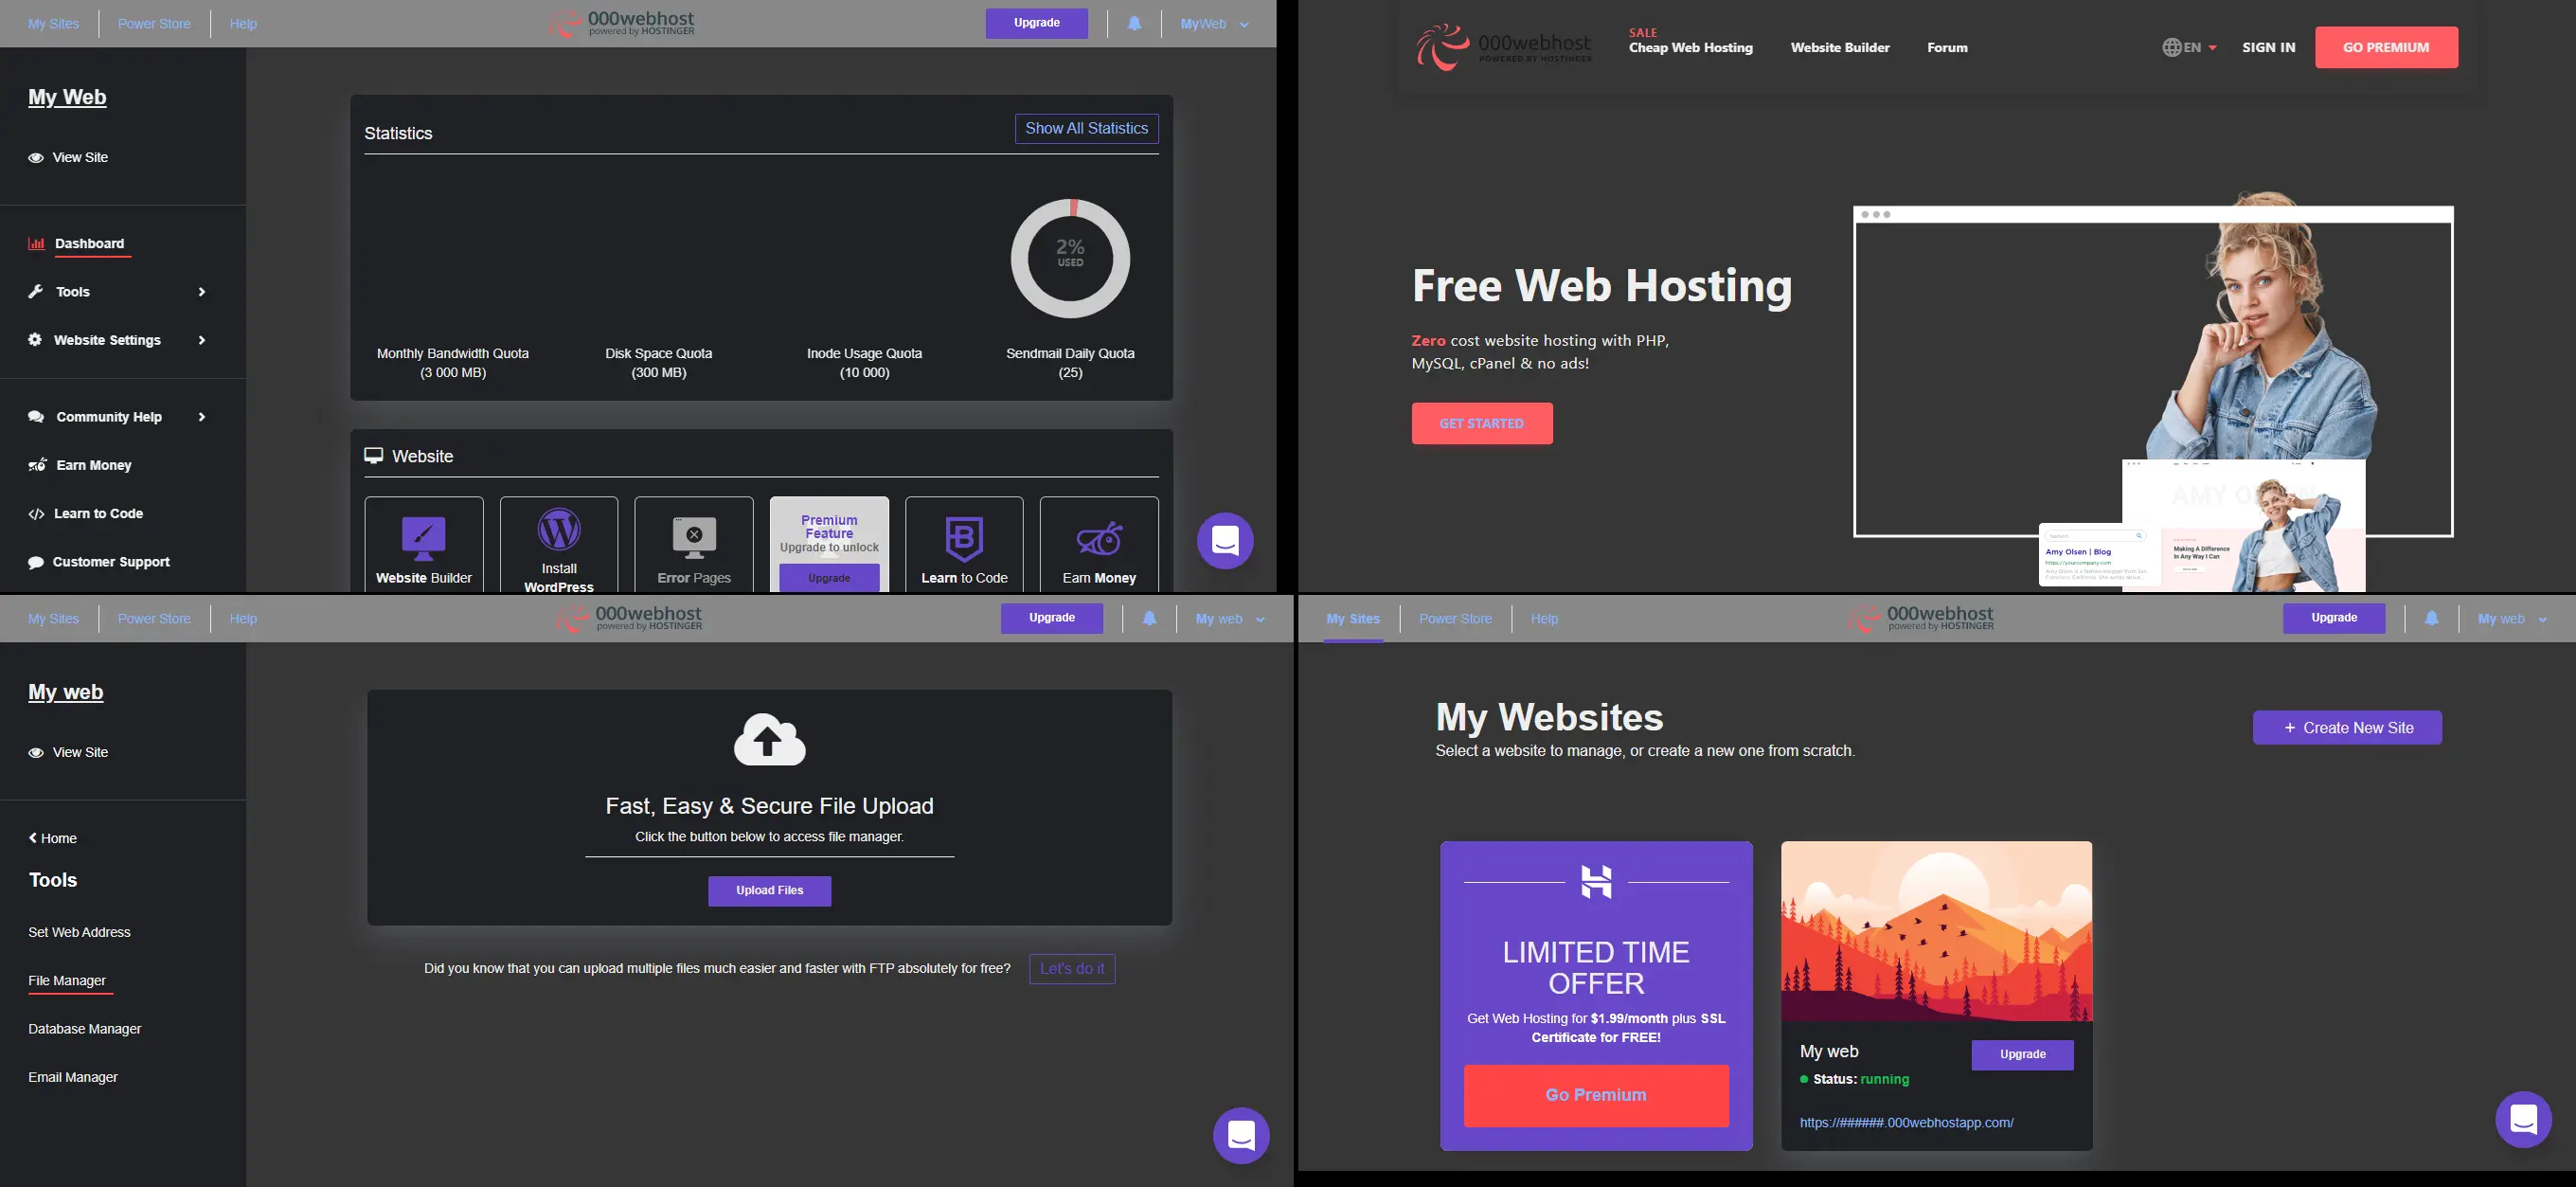 My Sites
Power Store
Help
000webhost
powered by HOSTINGER
Upgrade
MyWeb
My Web
View Site
Dashboard
Tools
Website Settings
Community Help
Earn Money
Learn to Code
Customer Support
Statistics
Show All Statistics
2%
USED
Monthly Bandwidth Quota
(3 000 MB)
Disk Space Quota
(300 MB)
Inode Usage Quota
(10 000)
Sendmail Daily Quota
(25)
Website
Website Builder
Install
WordPress
Error Pages
Premium
Feature
Upgrade to unlock
Upgrade
Learn to Code
Earn Money
000webhost
POWERED BY HOSTINGER
SALE
Cheap Web Hosting
Website Builder
Forum
EN
SIGN IN
GO PREMIUM
Free Web Hosting
Zero cost website hosting with PHP,
MySQL, cPanel & no ads!
GET STARTED
AMY
Amy Olsen | Blog
https://yourcompany.com
Making A Difference
In Any Way I Can
My Sites
Power Store
Help
000webhost
powered by HOSTINGER
Upgrade
My web
My web
View Site
Home
Tools
Set Web Address
File Manager
Database Manager
Email Manager
Fast, Easy & Secure File Upload
Click the button below to access file manager.
Upload Files
Did you know that you can upload multiple files much easier and faster with FTP absolutely for free?
Let's do it
My Sites
Power Store
Help
000webhost
powered by HOSTINGER
Upgrade
My web
My Websites
Select a website to manage, or create a new one from scratch.
+ Create New Site
LIMITED TIME
OFFER
Get Web Hosting for $1.99/month plus SSL
Certificate for FREE!
Go Premium
My web
Upgrade
Status: running
https://######.000webhostapp.com/